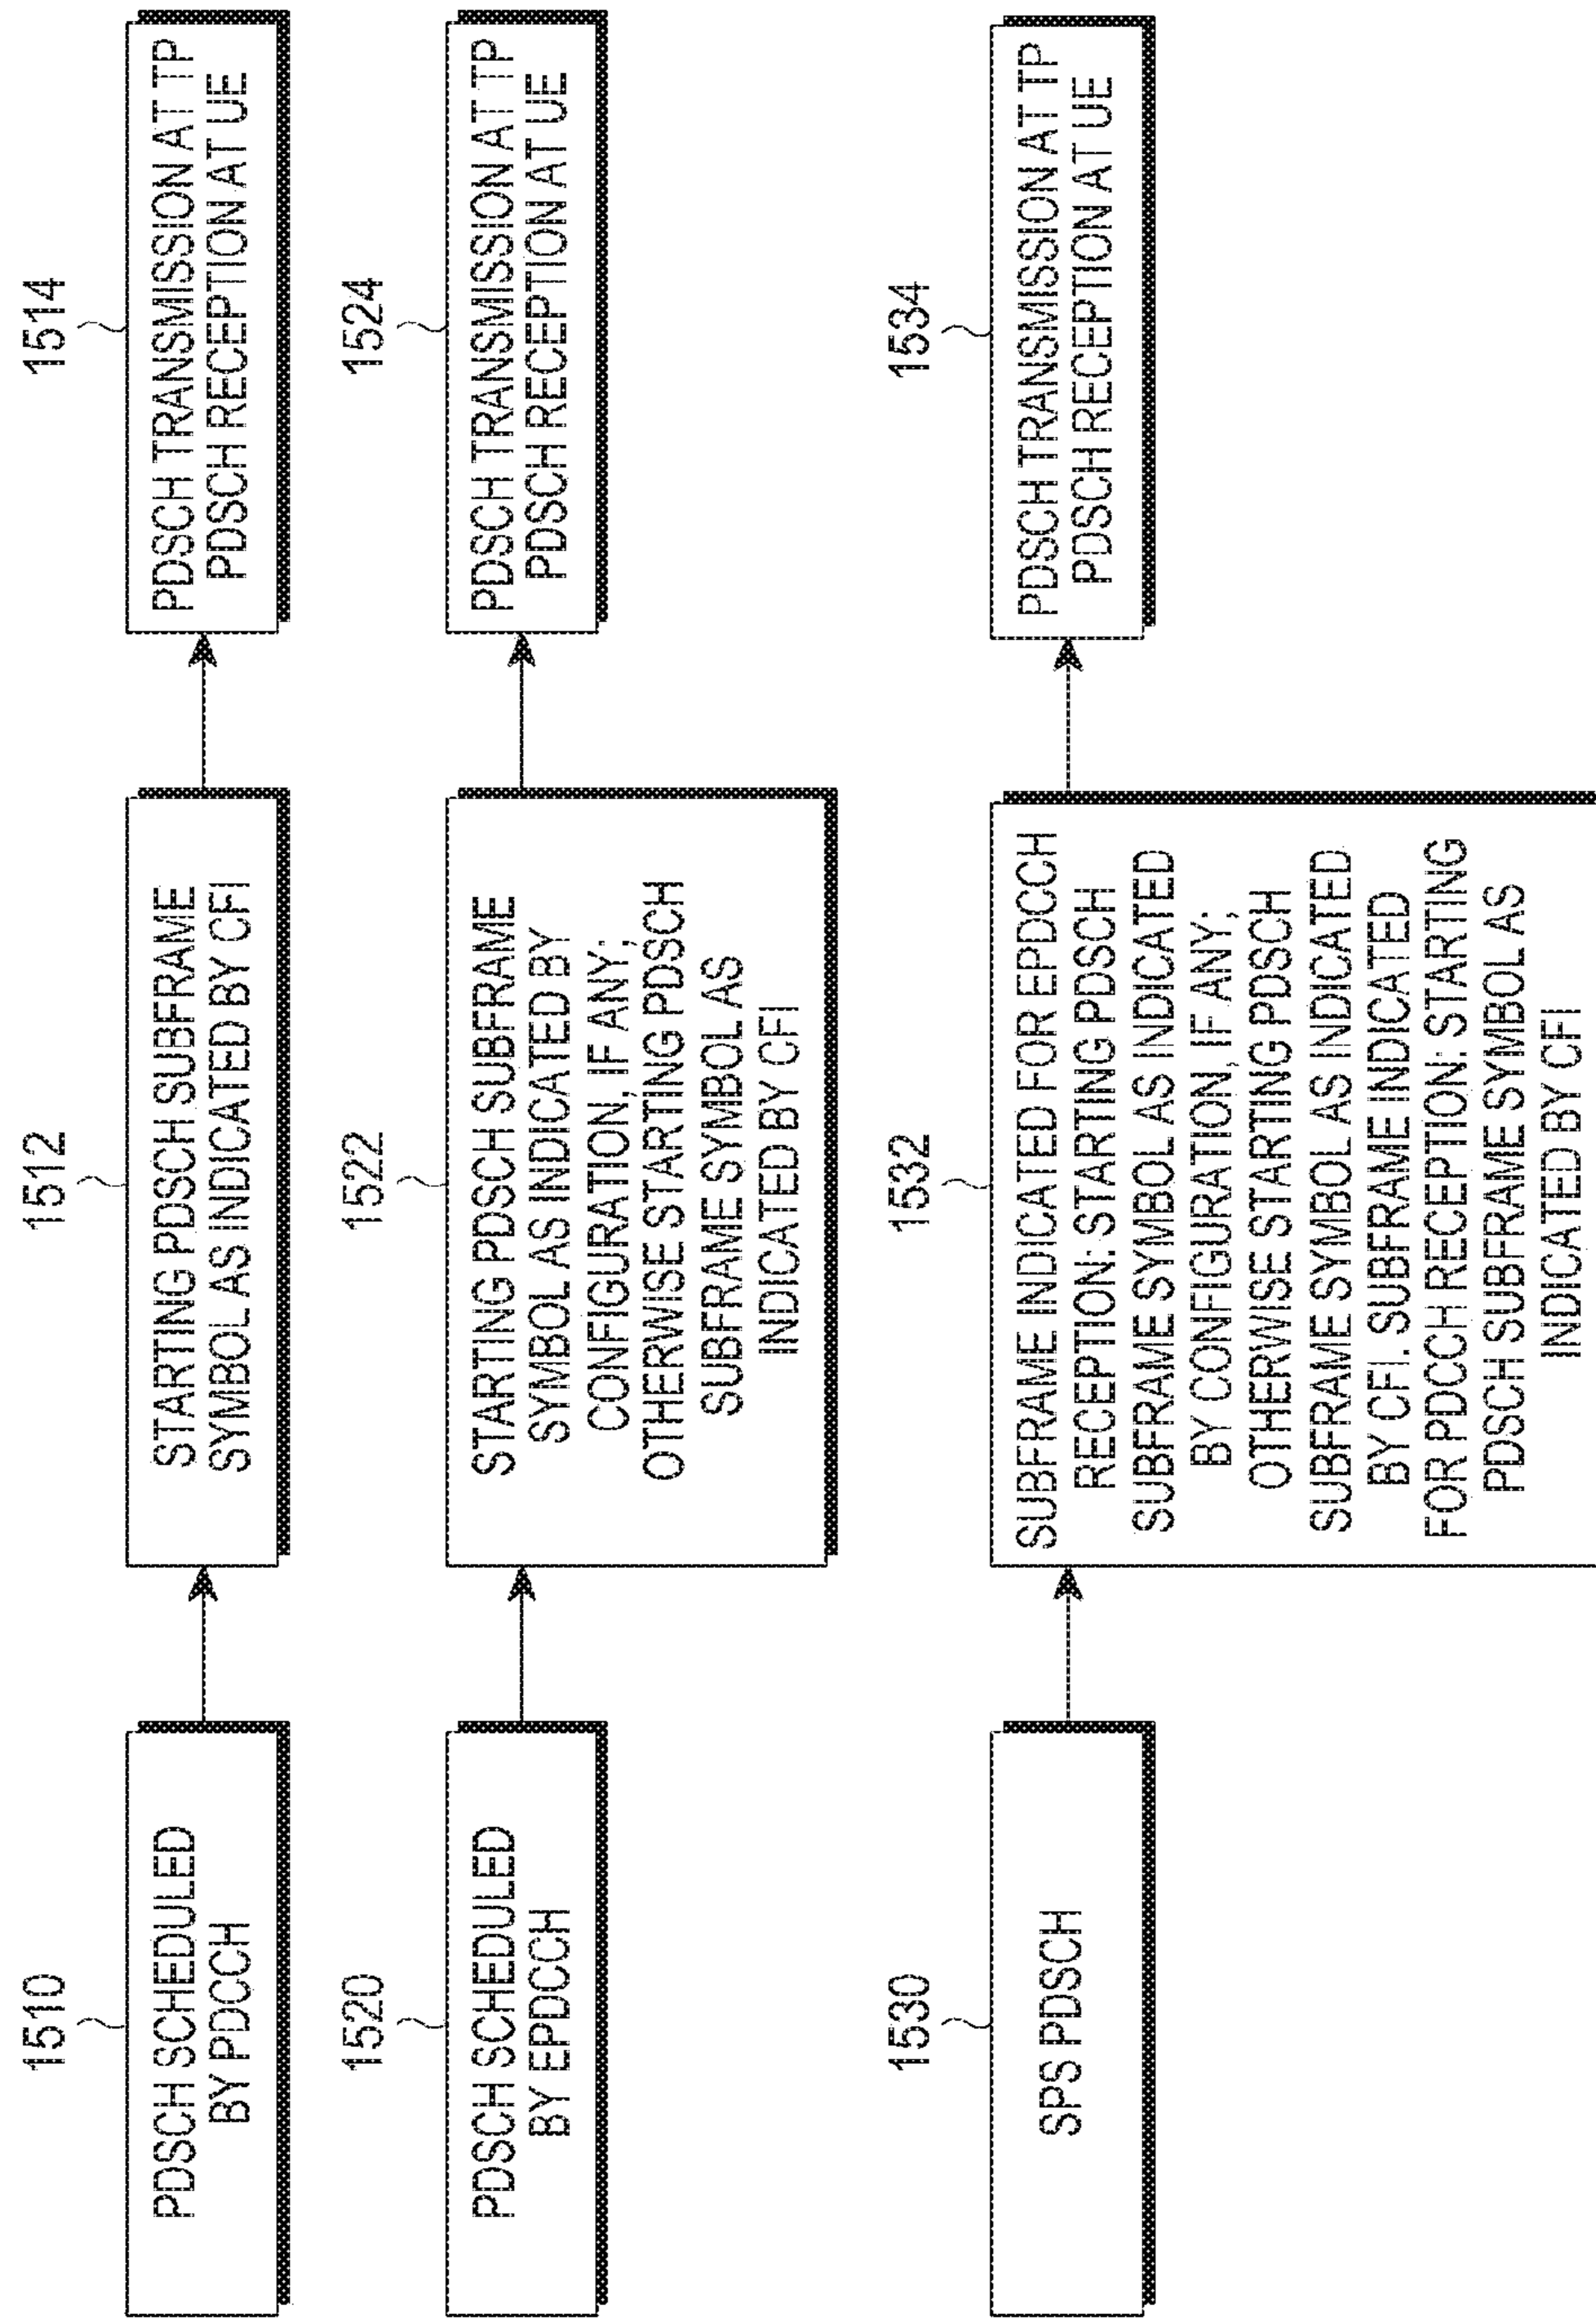 1510
PDSCH SCHEDULED
BY PDCCH
1512
STARTING PDSCH SUBFRAME
SYMBOL AS INDICATED BY CFI
1514
PDSCH TRANSMISSION AT TP
PDSCH RECEPTION AT UE
1520
PDSCH SCHEDULED
BY EPDCCH
1522
STARTING PDSCH SUBFRAME
SYMBOL AS INDICATED BY
CONFIGURATION, IF ANY;
OTHERWISE STARTING PDSCH
SUBFRAME SYMBOL AS
INDICATED BY CFI
1524
PDSCH TRANSMISSION AT TP
PDSCH RECEPTION AT UE
1530
SPS PDSCH
1532
SUBFRAME INDICATED FOR EPDCCH
RECEPTION: STARTING PDSCH
SUBFRAME SYMBOL AS INDICATED
BY CONFIGURATION, IF ANY;
OTHERWISE STARTING PDSCH
SUBFRAME SYMBOL AS INDICATED
BY CFI. SUBFRAME INDICATED
FOR PDCCH RECEPTION: STARTING
PDSCH SUBFRAME SYMBOL AS
INDICATED BY CFI
1534
PDSCH TRANSMISSION AT TP
PDSCH RECEPTION AT UE